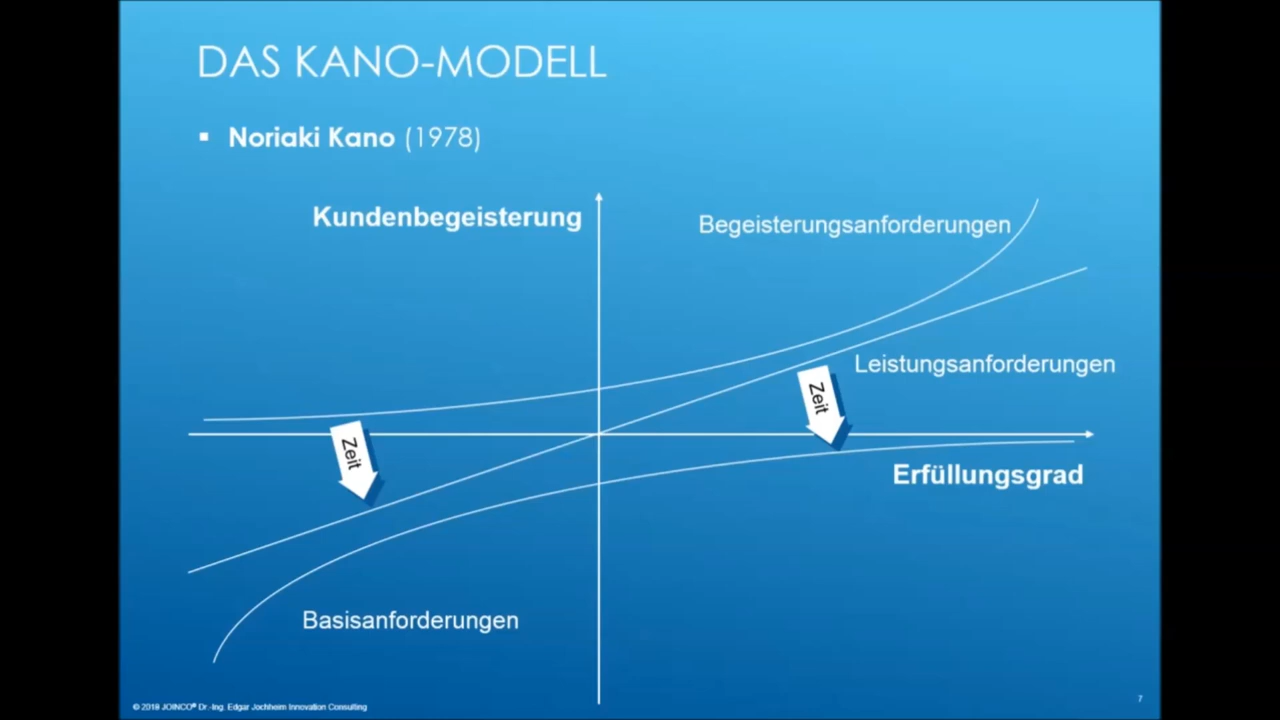 DAS KANO-MODELL
▪ Noriaki Kano (1978)
Kundenbegeisterung
Begeisterungsanforderungen
Leistungsanforderungen
Zeit
Zeit
Erfüllungsgrad
Basisanforderungen
© 2018 JOINCO® Dr.-Ing. Edgar Jochheim Innovation Consulting
7